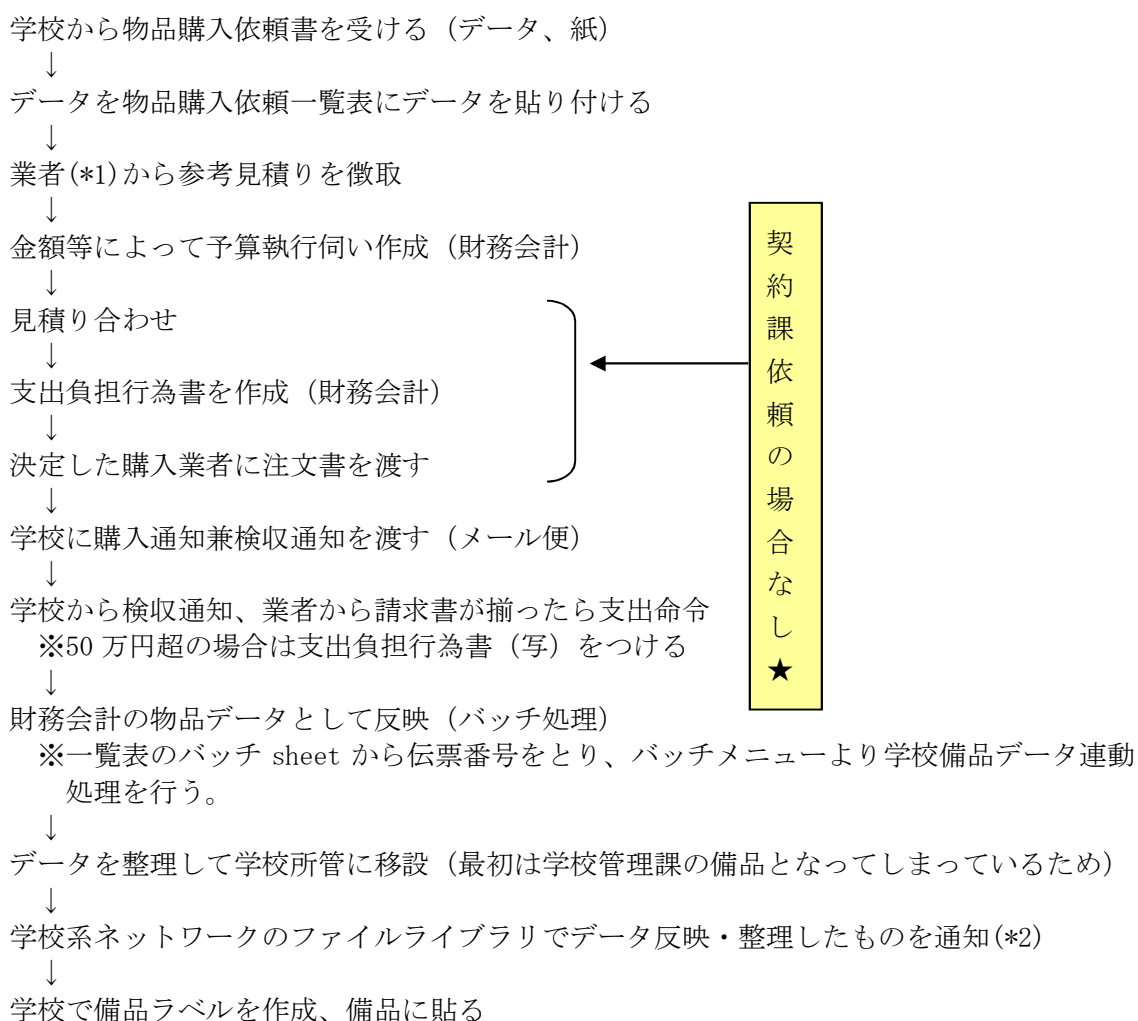 学校から物品購入依頼書を受ける（データ、紙）
↓
データを物品購入依頼一覧表にデータを貼り付ける
↓
業者(*1)から参考見積りを徴取
↓
金額等によって予算執行伺い作成（財務会計）
↓
見積り合わせ
↓
支出負担行為書を作成（財務会計）
↓
決定した購入業者に注文書を渡す
↓
学校に購入通知兼検収通知を渡す（メール便）
↓
学校から検収通知、業者から請求書が揃ったら支出命令
※50 万円超の場合は支出負担行為書（写）をつける
↓
財務会計の物品データとして反映（バッチ処理）
※一覧表のバッチ sheet から伝票番号をとり、バッチメニューより学校備品データ連動
処理を行う。
↓
データを整理して学校所管に移設（最初は学校管理課の備品となってしまっているため）
↓
学校系ネットワークのファイルライブラリでデータ反映・整理したものを通知(*2)
↓
学校で備品ラベルを作成、備品に貼る
契約課依頼の場合なし★